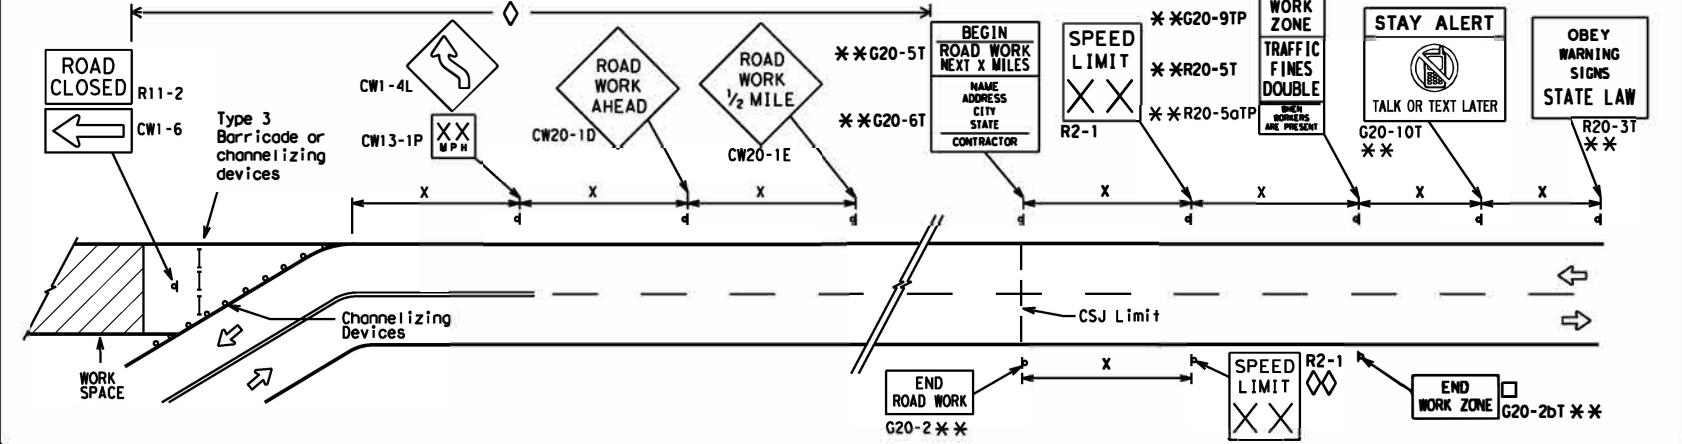 ROAD
CLOSED
R11-2
CW1-6
Type 3
Barricade or
channelizing
devices
CW1-4L
XX
MPH
CW13-1P
ROAD
WORK
AHEAD
CW20-1D
ROAD
WORK
1/2 MILE
CW20-1E
**G20-5T
**G20-6T
BEGIN
ROAD WORK
NEXT X MILES
NAME
ADDRESS
CITY
STATE
CONTRACTOR
SPEED
LIMIT
XX
R2-1
**G20-9TP
**R20-5T
**R20-5aTP
WORK
ZONE
TRAFFIC
FINES
DOUBLE
WHEN
WORKERS
ARE PRESENT
STAY ALERT
TALK OR TEXT LATER
G20-10T
**
OBEY
WARNING
SIGNS
STATE LAW
R20-3T
**
X
X
X
X
X
X
X
Channelizing
Devices
WORK
SPACE
CSJ Limit
X
END
ROAD WORK
G20-2**
SPEED
LIMIT
XX
R2-1
END
WORK ZONE
G20-2bT **